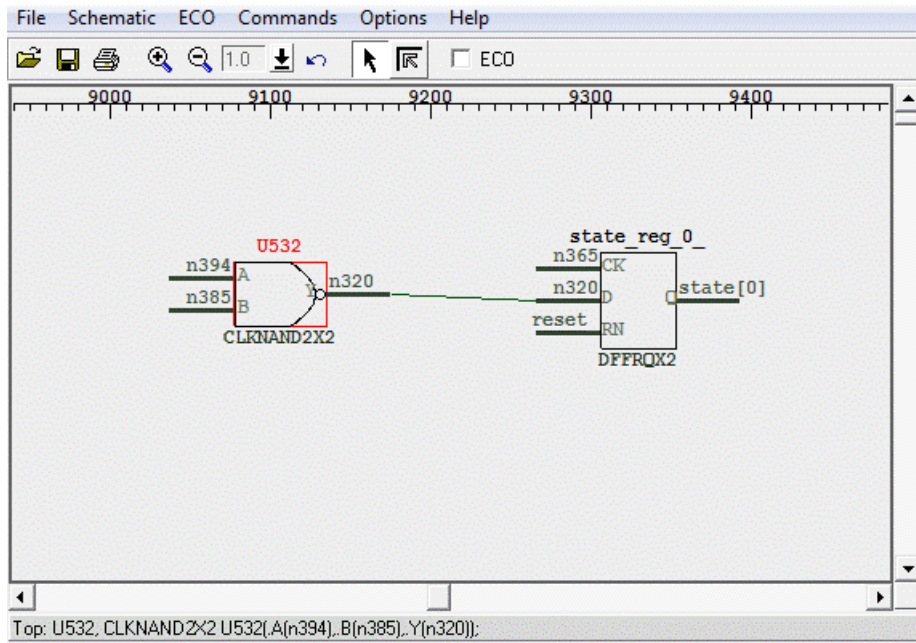 File Schematic ECO Commands Options Help
1.0 ECO
9000 9100 9200 9300 9400
U532 state_reg_0_
n394 A n365 CK
Y n320 n320 D Q state[0]
n385 B reset RN
CLKNAND2X2 DFFRQX2
Top: U532, CLKNAND2X2 U532(.A(n394),.B(n385),.Y(n320));